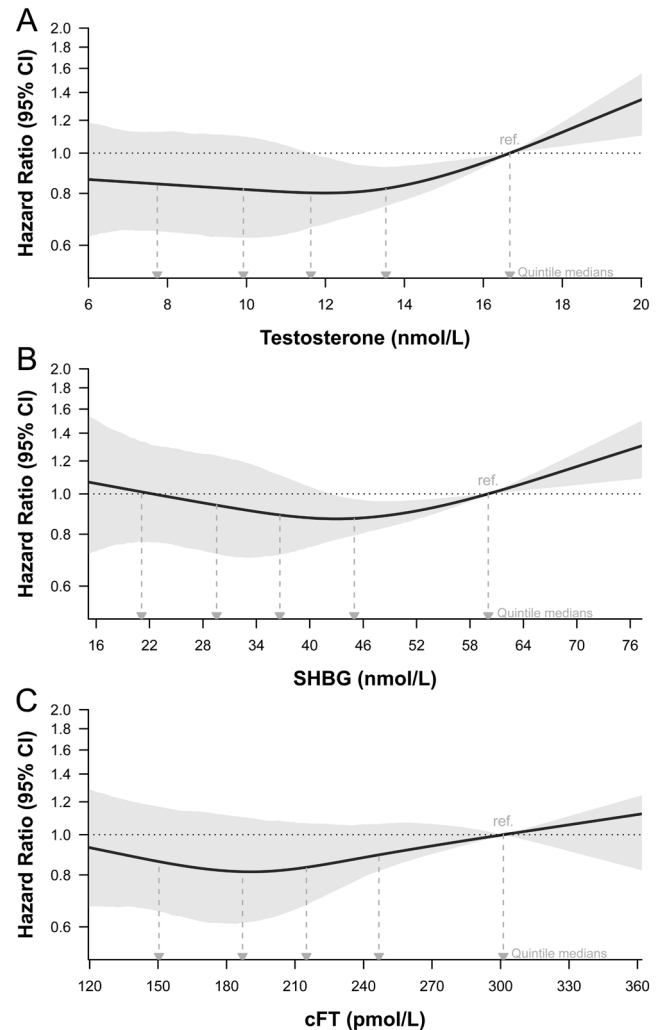 A
Hazard Ratio (95% CI)
2.0
1.8
1.6
1.4
1.2
1.0
0.8
0.6
ref.
Quintile medians
6 8 10 12 14 16 18 20
Testosterone (nmol/L)
B
Hazard Ratio (95% CI)
2.0
1.8
1.6
1.4
1.2
1.0
0.8
0.6
ref.
Quintile medians
16 22 28 34 40 46 52 58 64 70 76
SHBG (nmol/L)
C
Hazard Ratio (95% CI)
2.0
1.8
1.6
1.4
1.2
1.0
0.8
0.6
ref.
Quintile medians
120 150 180 210 240 270 300 330 360
cFT (pmol/L)